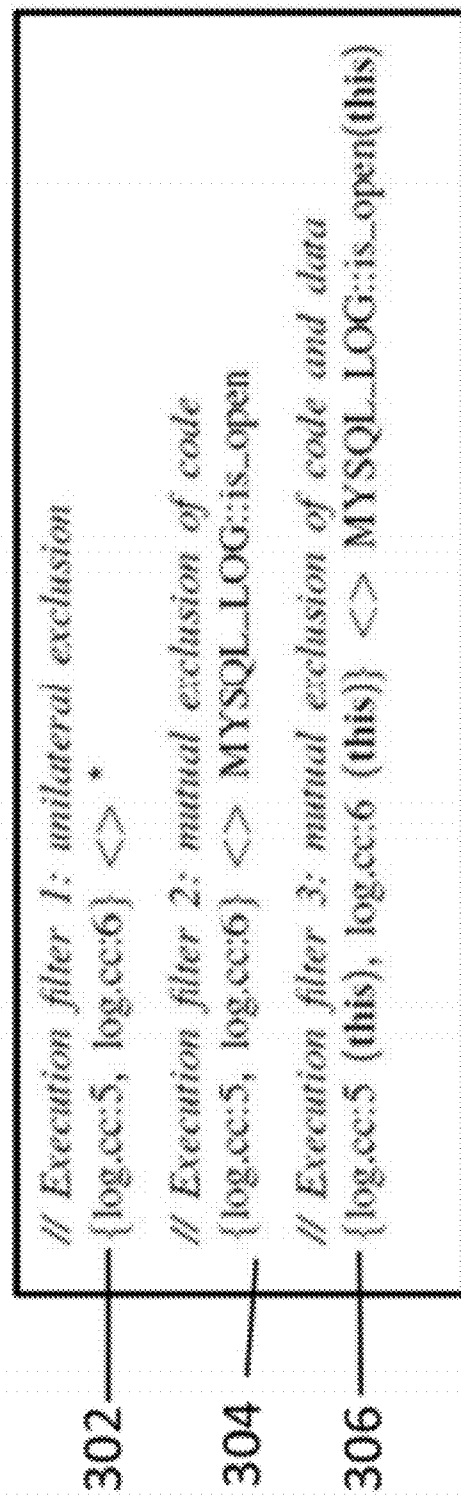 // Execution filter 1: unilateral exclusion
302 {log.cc:5, log.cc:6} <> *
// Execution filter 2: mutual exclusion of code
304 {log.cc:5, log.cc:6} <> MYSQL_LOG::is_open
// Execution filter 3: mutual exclusion of code and data
306 {log.cc:5 (this), log.cc:6 (this)} <> MYSQL_LOG::is_open(this)